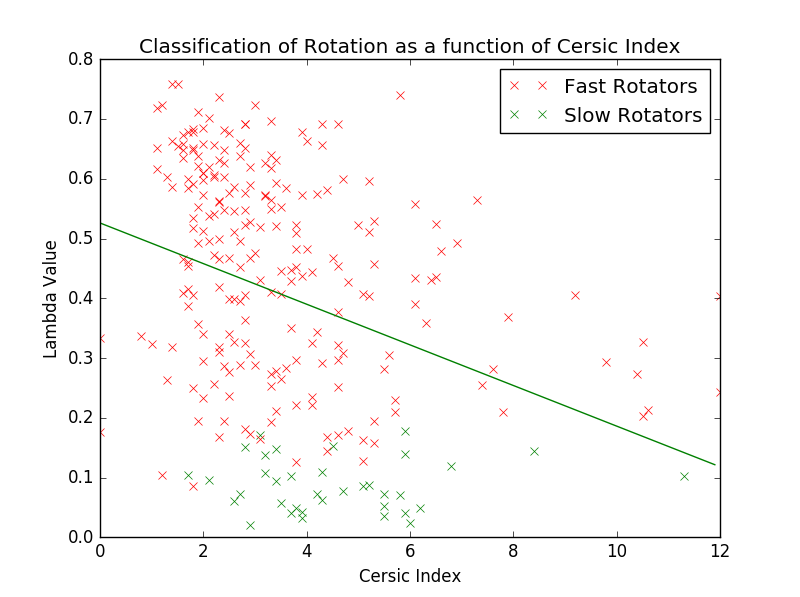 Classification of Rotation as a function of Cersic Index
Fast Rotators
Slow Rotators
0.8
0.7
0.6
0.5
0.4
0.3
0.2
0.1
0.0
Lambda Value
0 2 4 6 8 10 12
Cersic Index